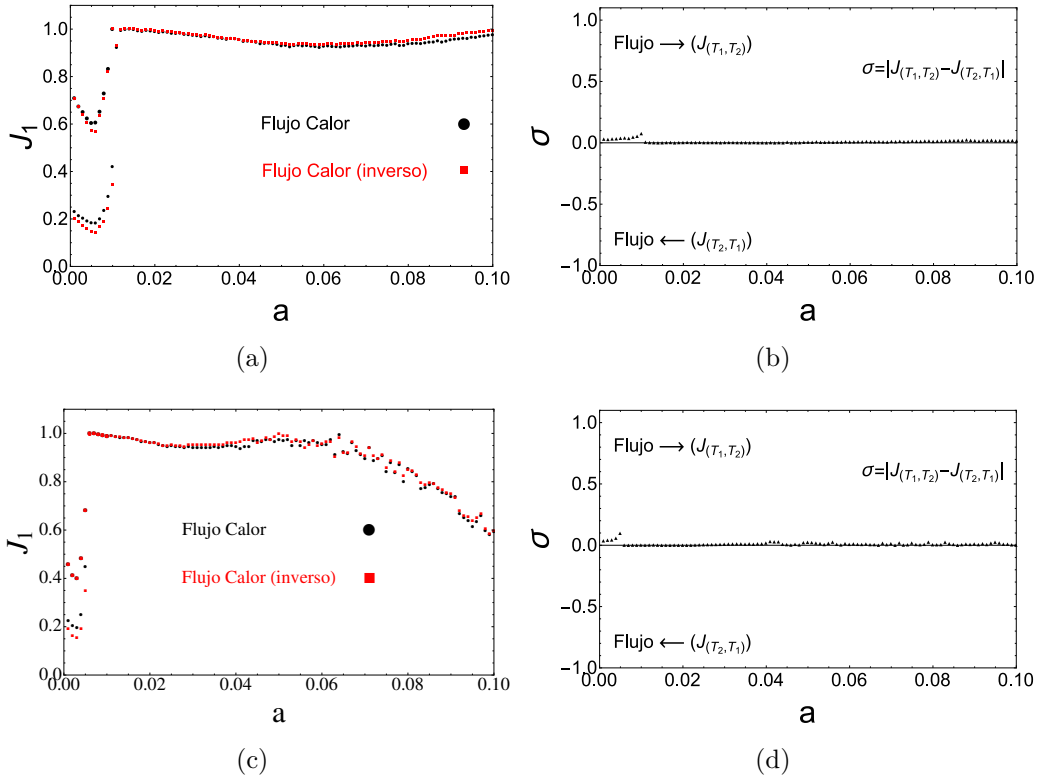 1.0
0.8
0.6
0.4
0.2
0.0
J₁
Flujo Calor
Flujo Calor (inverso)
0.00 0.02 0.04 0.06 0.08 0.10
a
(a)
1.0
0.5
0.0
−0.5
−1.0
σ
Flujo ⟶ (J(T₁,T₂))
σ=|J(T₁,T₂)−J(T₂,T₁)|
Flujo ⟵ (J(T₂,T₁))
0.00 0.02 0.04 0.06 0.08 0.10
a
(b)
1.0
0.8
0.6
0.4
0.2
0.0
J₁
Flujo Calor
Flujo Calor (inverso)
0.00 0.02 0.04 0.06 0.08 0.10
a
(c)
1.0
0.5
0.0
−0.5
−1.0
σ
Flujo ⟶ (J(T₁,T₂))
σ=|J(T₁,T₂)−J(T₂,T₁)|
Flujo ⟵ (J(T₂,T₁))
0.00 0.02 0.04 0.06 0.08 0.10
a
(d)